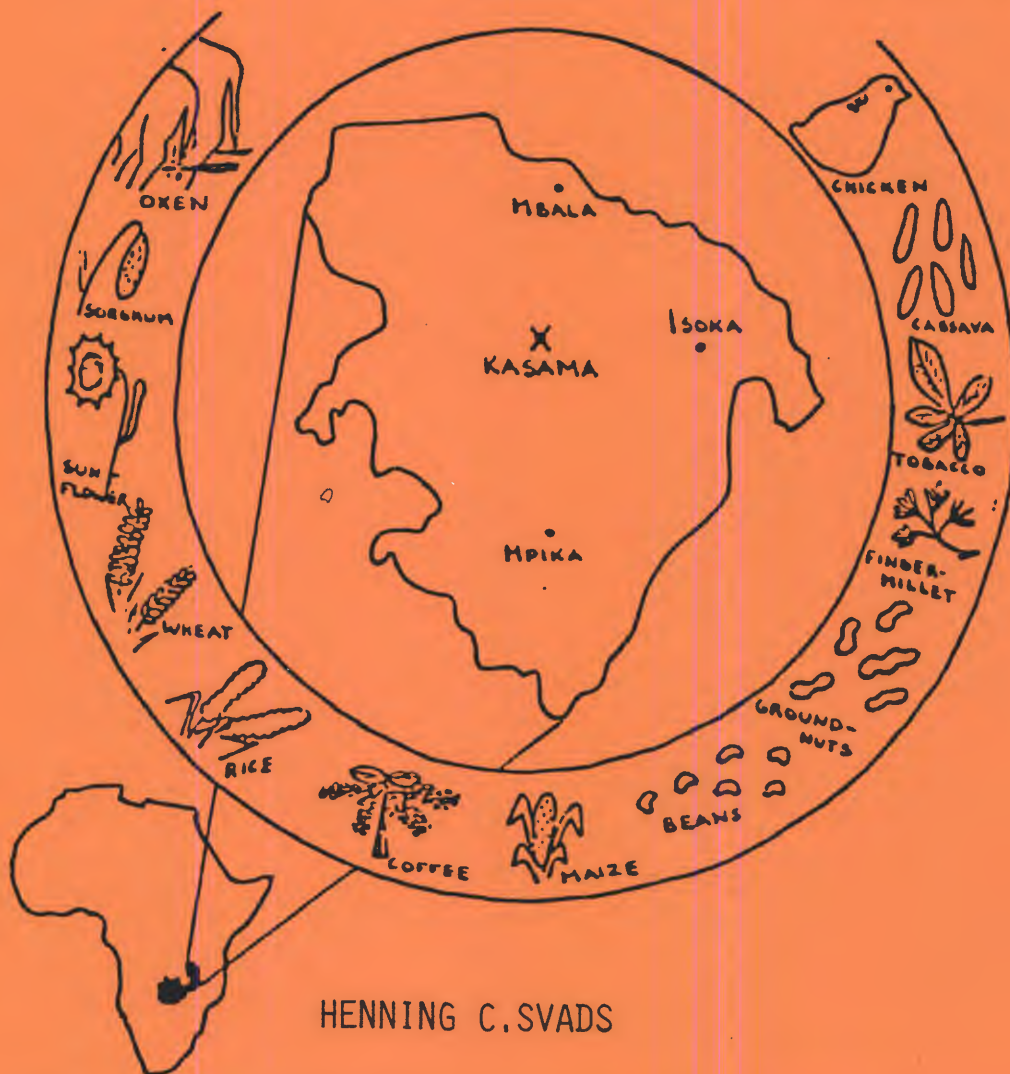 OXEN
CHICKEN
MBALA
SORGHUM
CASSAVA
ISOKA
KASAMA
SUN-
FLOWER
TOBACCO
MPIKA
FINGER-
MILLET
WHEAT
GROUND-
NUTS
RICE
BEANS
COFFEE
MAIZE
HENNING C.SVADS